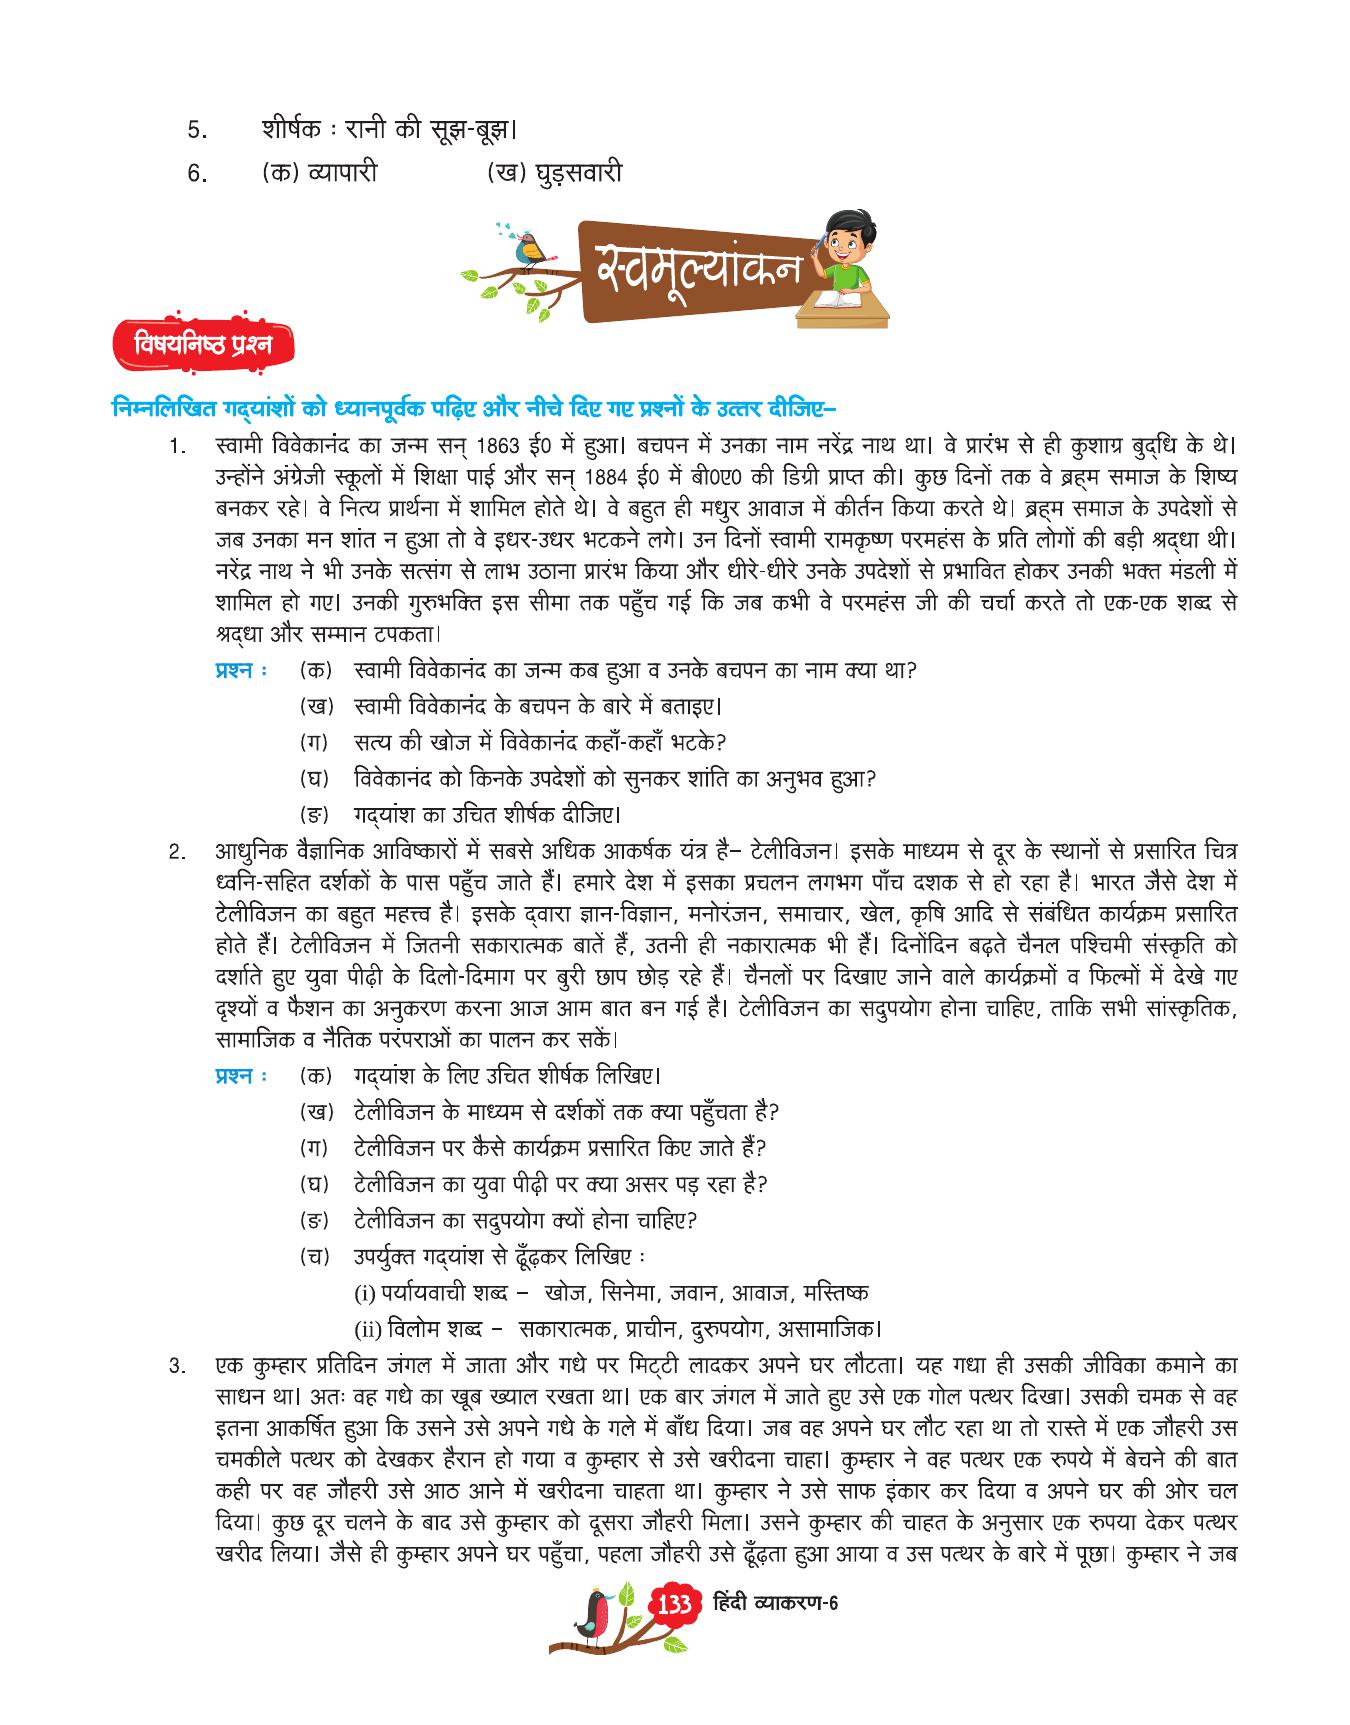 5. शीर्षक : रानी की सूझ-बूझ।
6. (क) व्यापारी (ख) घुड़सवारी
स्वमूल्यांकन
विषयनिष्ठ प्रश्न
निम्नलिखित गद्‌यांशों को ध्यानपूर्वक पढ़िए और नीचे दिए गए प्रश्नों के उत्तर दीजिए–
1. स्वामी विवेकानंद का जन्म सन् 1863 ई0 में हुआ। बचपन में उनका नाम नरेंद्र नाथ था। वे प्रारंभ से ही कुशाग्र बुद्‌धि के थे।
उन्होंने अंग्रेजी स्कूलों में शिक्षा पाई और सन् 1884 ई0 में बी0ए0 की डिग्री प्राप्त की। कुछ दिनों तक वे ब्रह्‌म समाज के शिष्य
बनकर रहे। वे नित्य प्रार्थना में शामिल होते थे। वे बहुत ही मधुर आवाज में कीर्तन किया करते थे। ब्रह्‌म समाज के उपदेशों से
जब उनका मन शांत न हुआ तो वे इधर-उधर भटकने लगे। उन दिनों स्वामी रामकृष्ण परमहंस के प्रति लोगों की बड़ी श्रद्‌धा थी।
नरेंद्र नाथ ने भी उनके सत्संग से लाभ उठाना प्रारंभ किया और धीरे-धीरे उनके उपदेशों से प्रभावित होकर उनकी भक्त मंडली में
शामिल हो गए। उनकी गुरुभक्ति इस सीमा तक पहुँच गई कि जब कभी वे परमहंस जी की चर्चा करते तो एक-एक शब्द से
श्रद्‌धा और सम्मान टपकता।
प्रश्न : (क) स्वामी विवेकानंद का जन्म कब हुआ व उनके बचपन का नाम क्या था?
(ख) स्वामी विवेकानंद के बचपन के बारे में बताइए।
(ग) सत्य की खोज में विवेकानंद कहाँ-कहाँ भटके?
(घ) विवेकानंद को किनके उपदेशों को सुनकर शांति का अनुभव हुआ?
(ङ) गद्‌यांश का उचित शीर्षक दीजिए।
2. आधुनिक वैज्ञानिक आविष्कारों में सबसे अधिक आकर्षक यंत्र है– टेलीविजन। इसके माध्यम से दूर के स्थानों से प्रसारित चित्र
ध्वनि-सहित दर्शकों के पास पहुँच जाते हैं। हमारे देश में इसका प्रचलन लगभग पाँच दशक से हो रहा है। भारत जैसे देश में
टेलीविजन का बहुत महत्त्व है। इसके द्‌वारा ज्ञान-विज्ञान, मनोरंजन, समाचार, खेल, कृषि आदि से संबंधित कार्यक्रम प्रसारित
होते हैं। टेलीविजन में जितनी सकारात्मक बातें हैं, उतनी ही नकारात्मक भी हैं। दिनोंदिन बढ़ते चैनल पश्चिमी संस्कृति को
दर्शाते हुए युवा पीढ़ी के दिलो-दिमाग पर बुरी छाप छोड़ रहे हैं। चैनलों पर दिखाए जाने वाले कार्यक्रमों व फिल्मों में देखे गए
दृश्यों व फैशन का अनुकरण करना आज आम बात बन गई है। टेलीविजन का सदुपयोग होना चाहिए, ताकि सभी सांस्कृतिक,
सामाजिक व नैतिक परंपराओं का पालन कर सकें।
प्रश्न : (क) गद्‌यांश के लिए उचित शीर्षक लिखिए।
(ख) टेलीविजन के माध्यम से दर्शकों तक क्या पहुँचता है?
(ग) टेलीविजन पर कैसे कार्यक्रम प्रसारित किए जाते हैं?
(घ) टेलीविजन का युवा पीढ़ी पर क्या असर पड़ रहा है?
(ङ) टेलीविजन का सदुपयोग क्यों होना चाहिए?
(च) उपर्युक्त गद्‌यांश से ढूँढ़कर लिखिए :
(i) पर्यायवाची शब्द – खोज, सिनेमा, जवान, आवाज, मस्तिष्क
(ii) विलोम शब्द – सकारात्मक, प्राचीन, दुरुपयोग, असामाजिक।
3. एक कुम्हार प्रतिदिन जंगल में जाता और गधे पर मिट्‌टी लादकर अपने घर लौटता। यह गधा ही उसकी जीविका कमाने का
साधन था। अतः वह गधे का खूब ख्याल रखता था। एक बार जंगल में जाते हुए उसे एक गोल पत्थर दिखा। उसकी चमक से वह
इतना आकर्षित हुआ कि उसने उसे अपने गधे के गले में बाँध दिया। जब वह अपने घर लौट रहा था तो रास्ते में एक जौहरी उस
चमकीले पत्थर को देखकर हैरान हो गया व कुम्हार से उसे खरीदना चाहा। कुम्हार ने वह पत्थर एक रुपये में बेचने की बात
कही पर वह जौहरी उसे आठ आने में खरीदना चाहता था। कुम्हार ने उसे साफ इंकार कर दिया व अपने घर की ओर चल
दिया। कुछ दूर चलने के बाद उसे कुम्हार को दूसरा जौहरी मिला। उसने कुम्हार की चाहत के अनुसार एक रुपया देकर पत्थर
खरीद लिया। जैसे ही कुम्हार अपने घर पहुँचा, पहला जौहरी उसे ढूँढ़ता हुआ आया व उस पत्थर के बारे में पूछा। कुम्हार ने जब
133 हिंदी व्याकरण-6